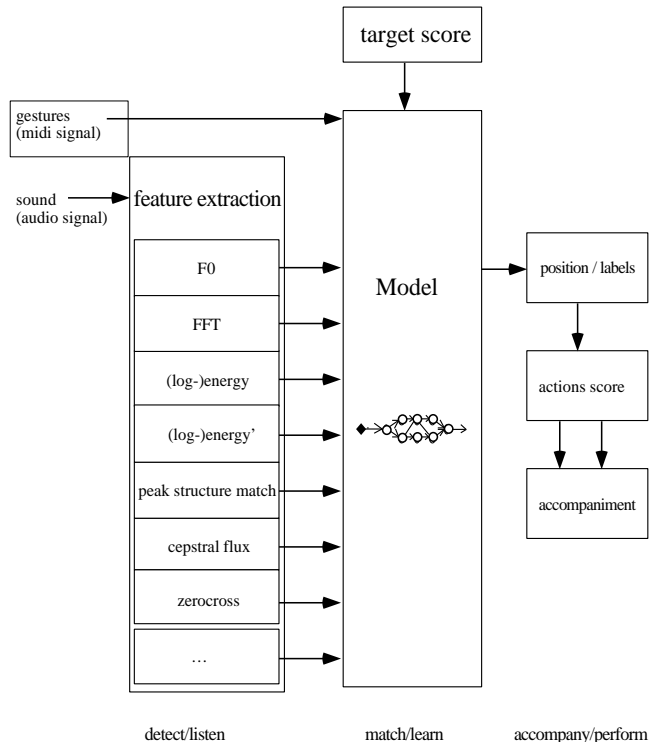 target score
gestures
(midi signal)
sound
(audio signal)
feature extraction
F0
FFT
(log-)energy
(log-)energy’
peak structure match
cepstral flux
zerocross
…
Model
position / labels
actions score
accompaniment
detect/listen
match/learn
accompany/perform